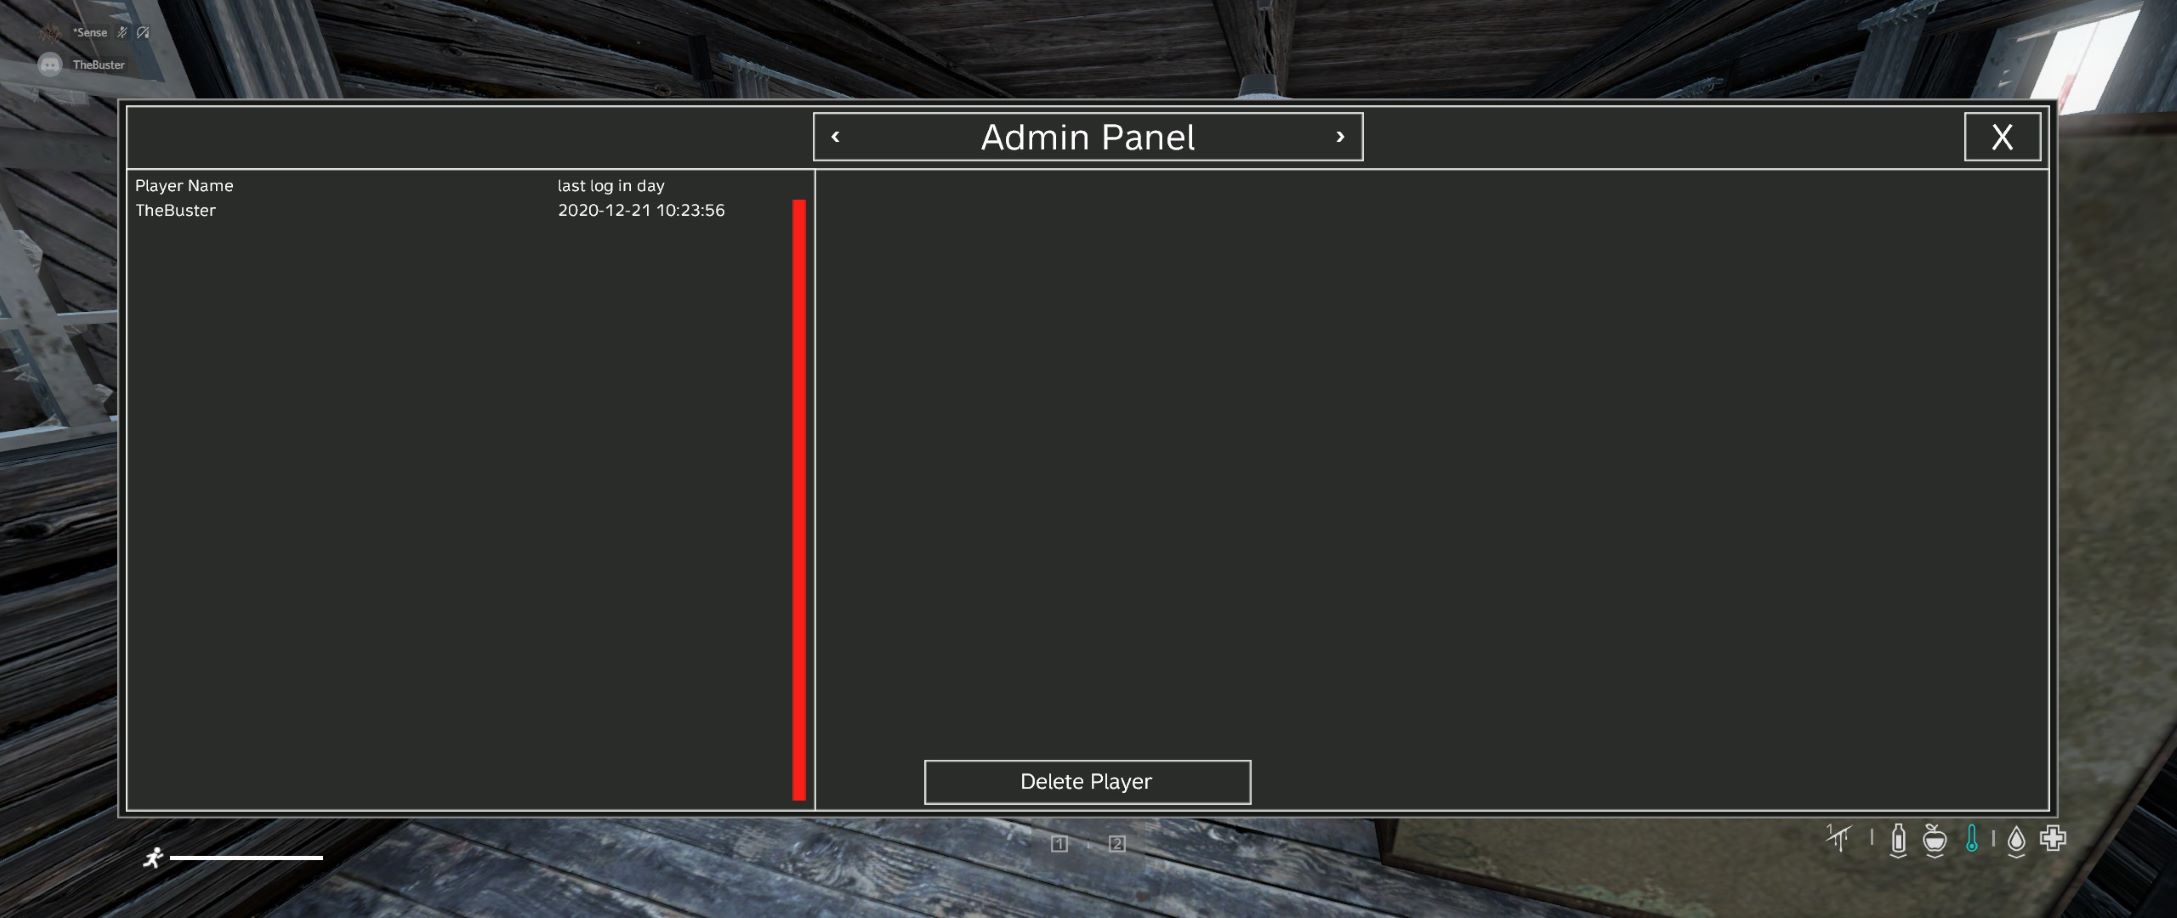 *Sense
TheBuster
‹ Admin Panel ›
X
Player Name last log in day
TheBuster 2020-12-21 10:23:56
Delete Player
1 2
1